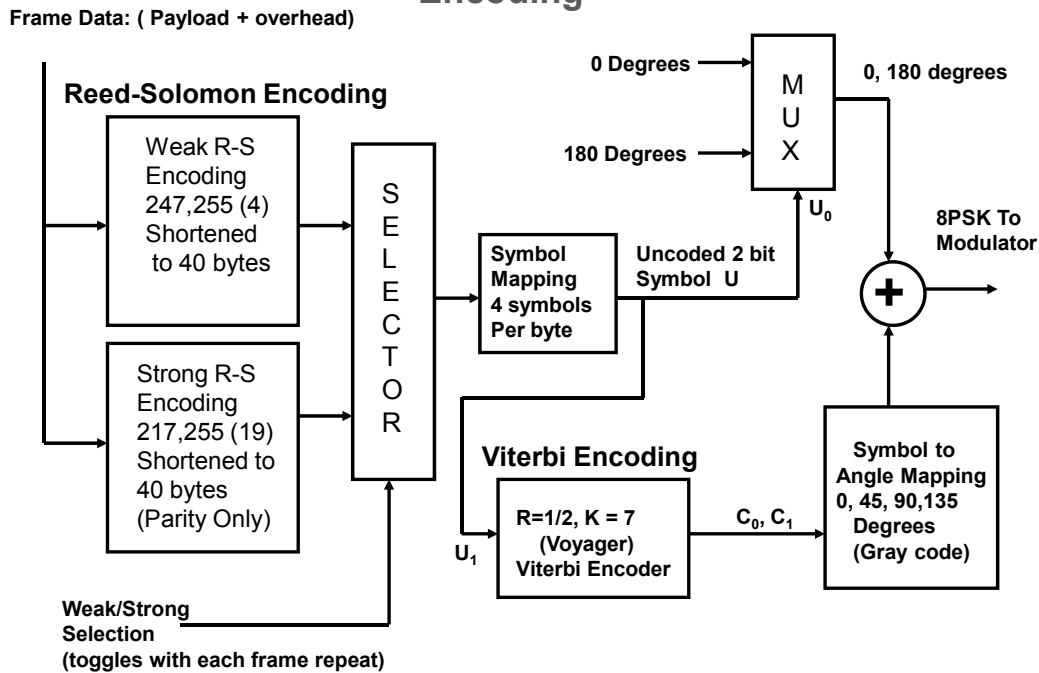 Encoding
Frame Data: ( Payload + overhead)
Reed-Solomon Encoding
Weak R-S
Encoding
247,255 (4)
Shortened
to 40 bytes
Strong R-S
Encoding
217,255 (19)
Shortened to
40 bytes
(Parity Only)
S
E
L
E
C
T
O
R
Weak/Strong
Selection
(toggles with each frame repeat)
Symbol
Mapping
4 symbols
Per byte
Uncoded 2 bit
Symbol U
0 Degrees
180 Degrees
M
U
X
U0
0, 180 degrees
8PSK To
Modulator
+
Viterbi Encoding
U1
R=1/2, K = 7
(Voyager)
Viterbi Encoder
C0, C1
Symbol to
Angle Mapping
0, 45, 90,135
Degrees
(Gray code)